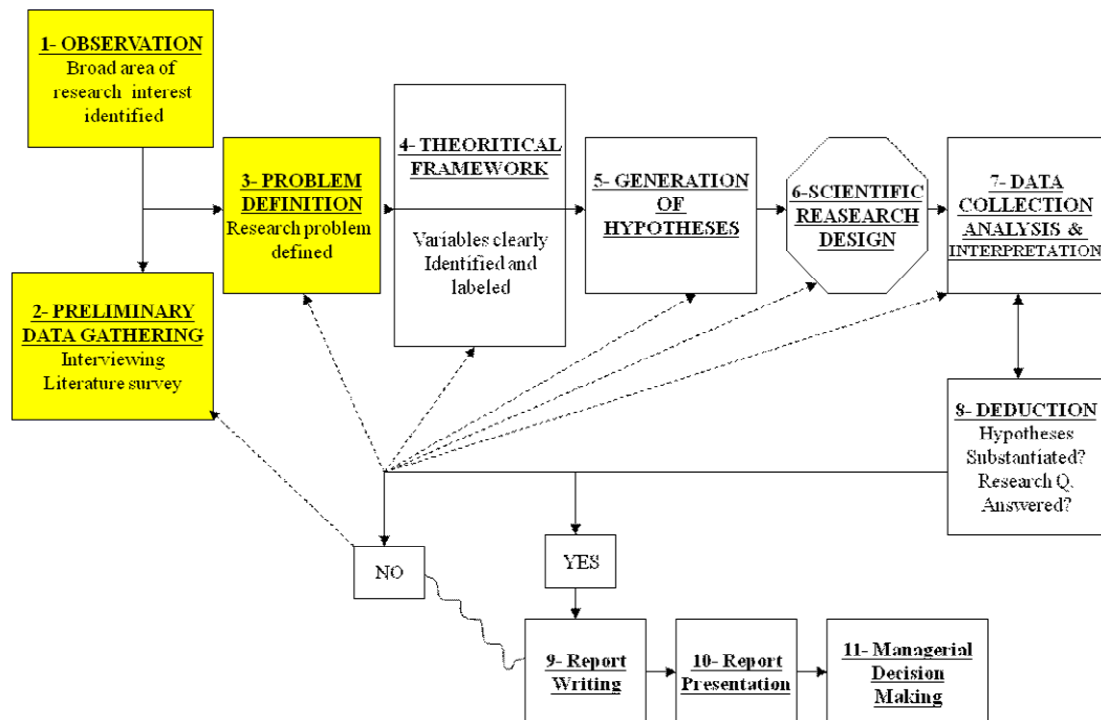 1- OBSERVATION
Broad area of
research interest
identified
2- PRELIMINARY
DATA GATHERING
Interviewing
Literature survey
3- PROBLEM
DEFINITION
Research problem
defined
4- THEORITICAL
FRAMEWORK
Variables clearly
Identified and
labeled
5- GENERATION
OF
HYPOTHESES
6-SCIENTIFIC
REASEARCH
DESIGN
7- DATA
COLLECTION
ANALYSIS &
INTERPRETATION
8- DEDUCTION
Hypotheses
Substantiated?
Research Q.
Answered?
NO
YES
9- Report
Writing
10- Report
Presentation
11- Managerial
Decision
Making